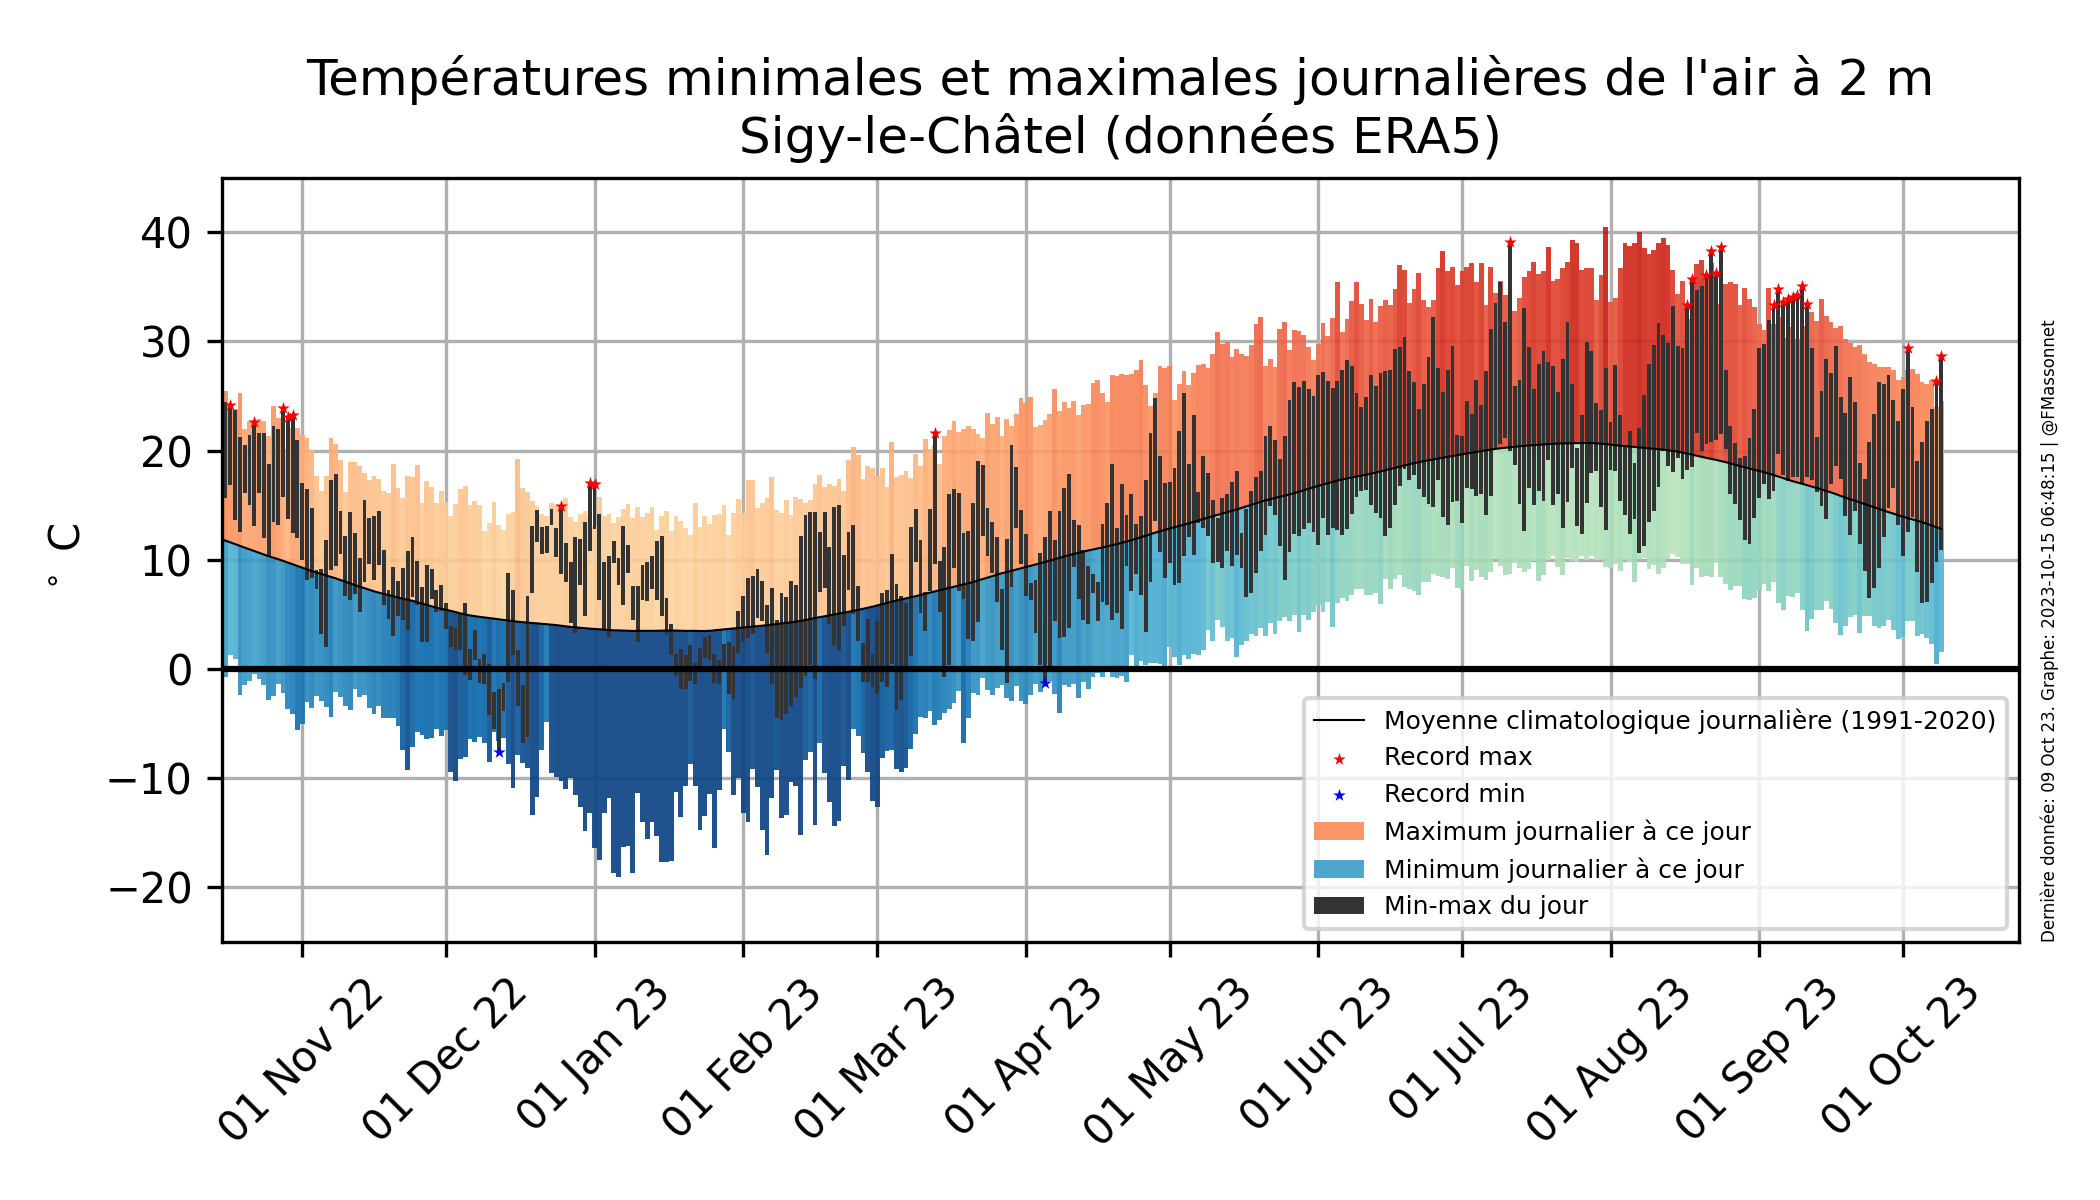 Températures minimales et maximales journalières de l'air à 2 m
Sigy-le-Châtel (données ERA5)
° C
40
30
20
10
0
−10
−20
01 Nov 22
01 Dec 22
01 Jan 23
01 Feb 23
01 Mar 23
01 Apr 23
01 May 23
01 Jun 23
01 Jul 23
01 Aug 23
01 Sep 23
01 Oct 23
Moyenne climatologique journalière (1991-2020)
Record max
Record min
Maximum journalier à ce jour
Minimum journalier à ce jour
Min-max du jour
Dernière donnée: 09 Oct 23. Graphe: 2023-10-15 06:48:15 | @FMassonnet